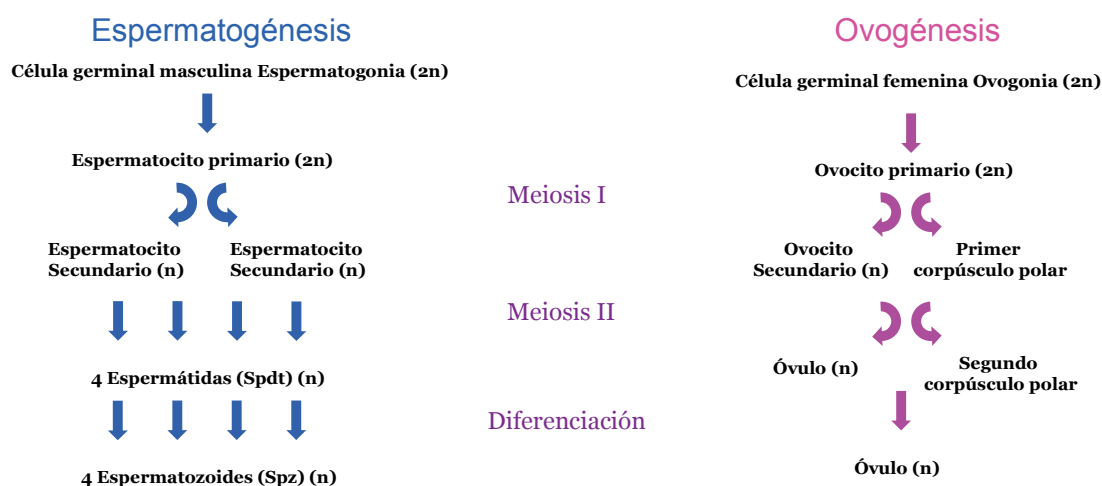 Espermatogénesis
Célula germinal masculina Espermatogonia (2n)
Espermatocito primario (2n)
Espermatocito
Secundario (n)
Espermatocito
Secundario (n)
4 Espermátidas (Spdt) (n)
4 Espermatozoides (Spz) (n)
Meiosis I
Meiosis II
Diferenciación
Ovogénesis
Célula germinal femenina Ovogonia (2n)
Ovocito primario (2n)
Ovocito
Secundario (n)
Primer
corpúsculo polar
Óvulo (n)
Segundo
corpúsculo polar
Óvulo (n)